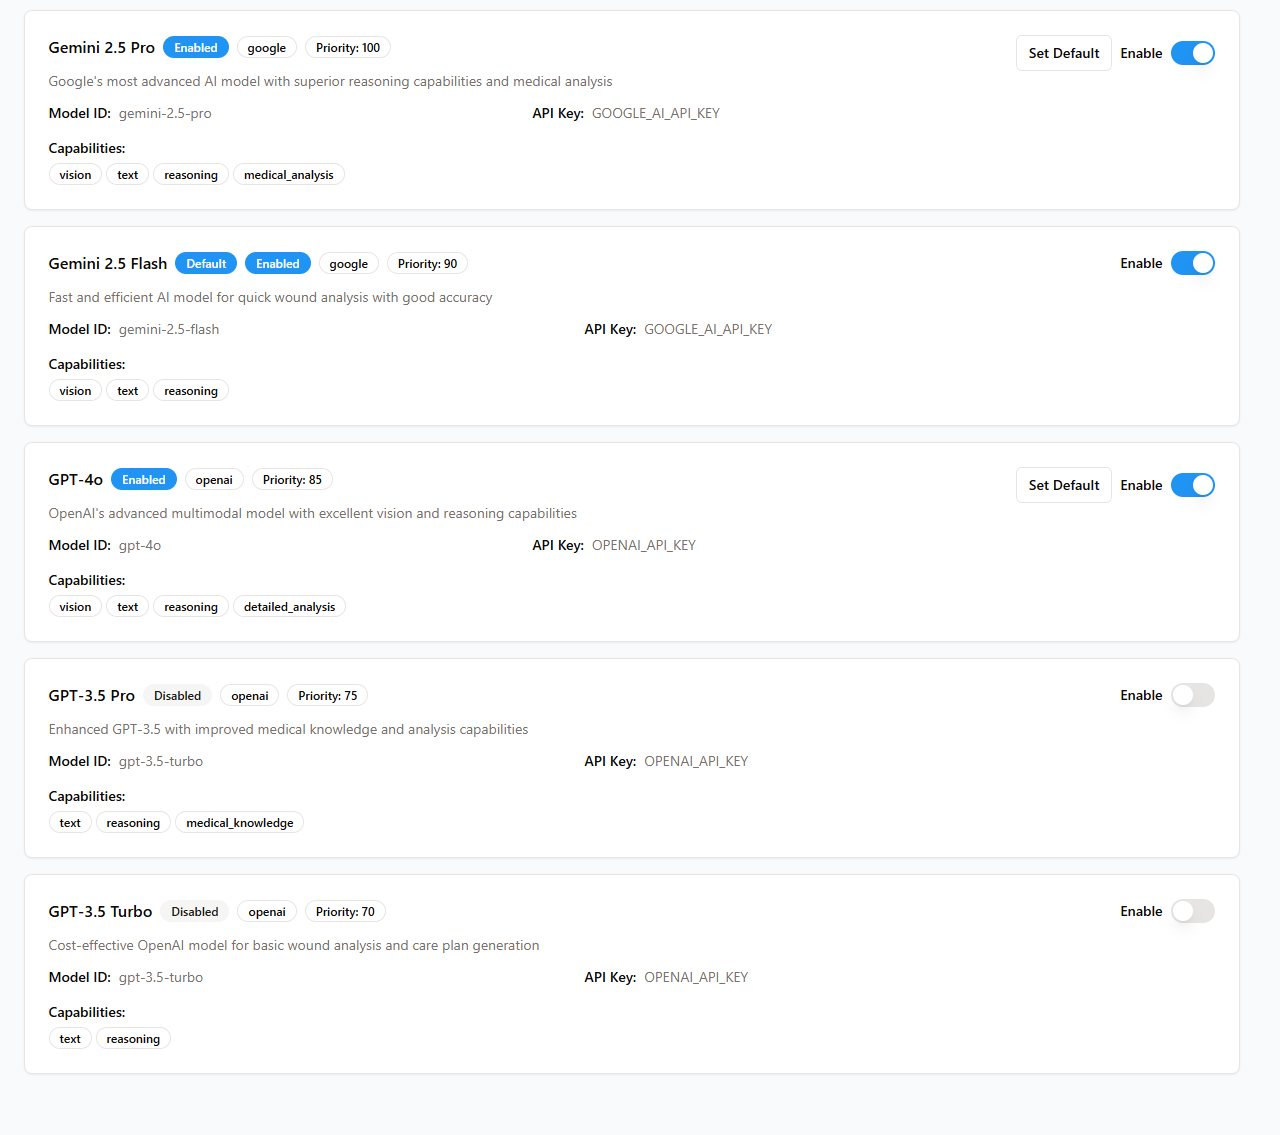 Gemini 2.5 Pro Enabled google Priority: 100 Set Default Enable
Google's most advanced AI model with superior reasoning capabilities and medical analysis
Model ID: gemini-2.5-pro API Key: GOOGLE_AI_API_KEY
Capabilities:
vision text reasoning medical_analysis
Gemini 2.5 Flash Default Enabled google Priority: 90 Enable
Fast and efficient AI model for quick wound analysis with good accuracy
Model ID: gemini-2.5-flash API Key: GOOGLE_AI_API_KEY
Capabilities:
vision text reasoning
GPT-4o Enabled openai Priority: 85 Set Default Enable
OpenAI's advanced multimodal model with excellent vision and reasoning capabilities
Model ID: gpt-4o API Key: OPENAI_API_KEY
Capabilities:
vision text reasoning detailed_analysis
GPT-3.5 Pro Disabled openai Priority: 75 Enable
Enhanced GPT-3.5 with improved medical knowledge and analysis capabilities
Model ID: gpt-3.5-turbo API Key: OPENAI_API_KEY
Capabilities:
text reasoning medical_knowledge
GPT-3.5 Turbo Disabled openai Priority: 70 Enable
Cost-effective OpenAI model for basic wound analysis and care plan generation
Model ID: gpt-3.5-turbo API Key: OPENAI_API_KEY
Capabilities:
text reasoning